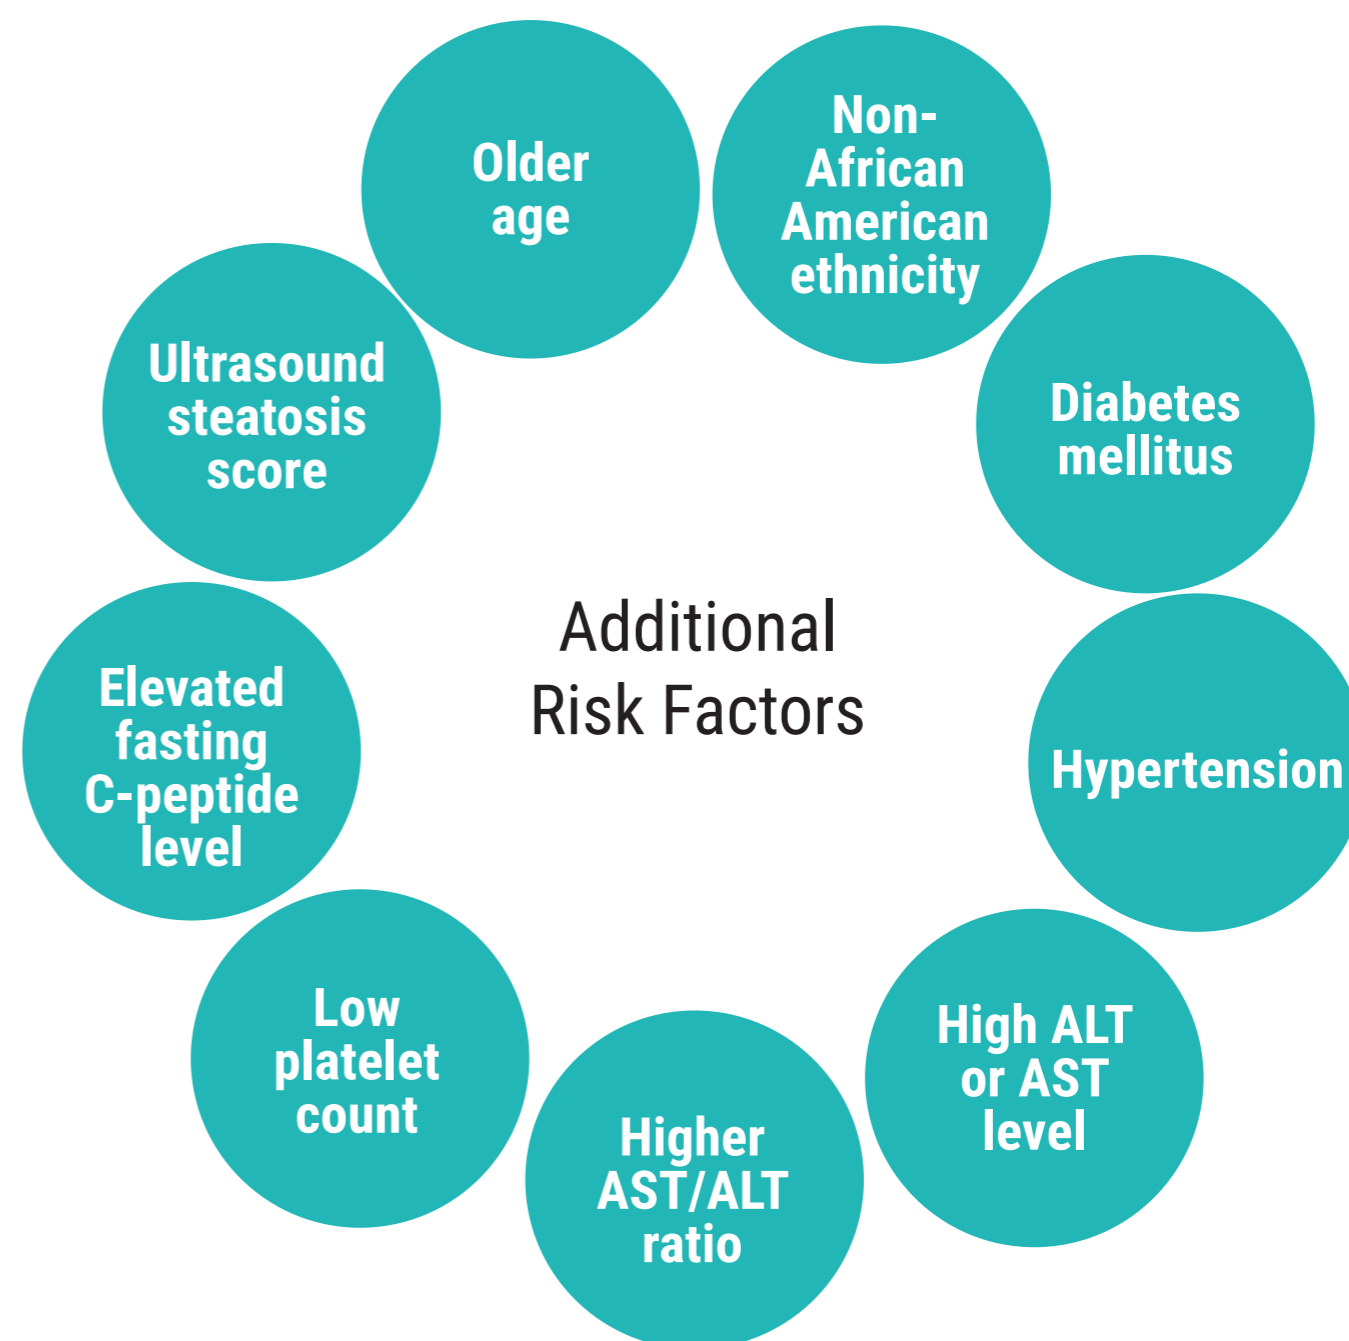 Older
age
Non-
African
American
ethnicity
Diabetes
mellitus
Hypertension
High ALT
or AST
level
Higher
AST/ALT
ratio
Low
platelet
count
Elevated
fasting
C-peptide
level
Ultrasound
steatosis
score
Additional
Risk Factors